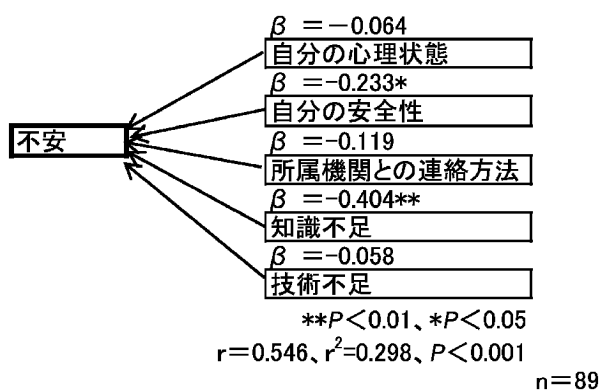 β ＝－0.064
自分の心理状態
β ＝-0.233*
自分の安全性
不安
β ＝-0.119
所属機関との連絡方法
β ＝-0.404**
知識不足
β ＝-0.058
技術不足
**P＜0.01、*P＜0.05
r＝0.546、r²=0.298、P＜0.001
n＝89